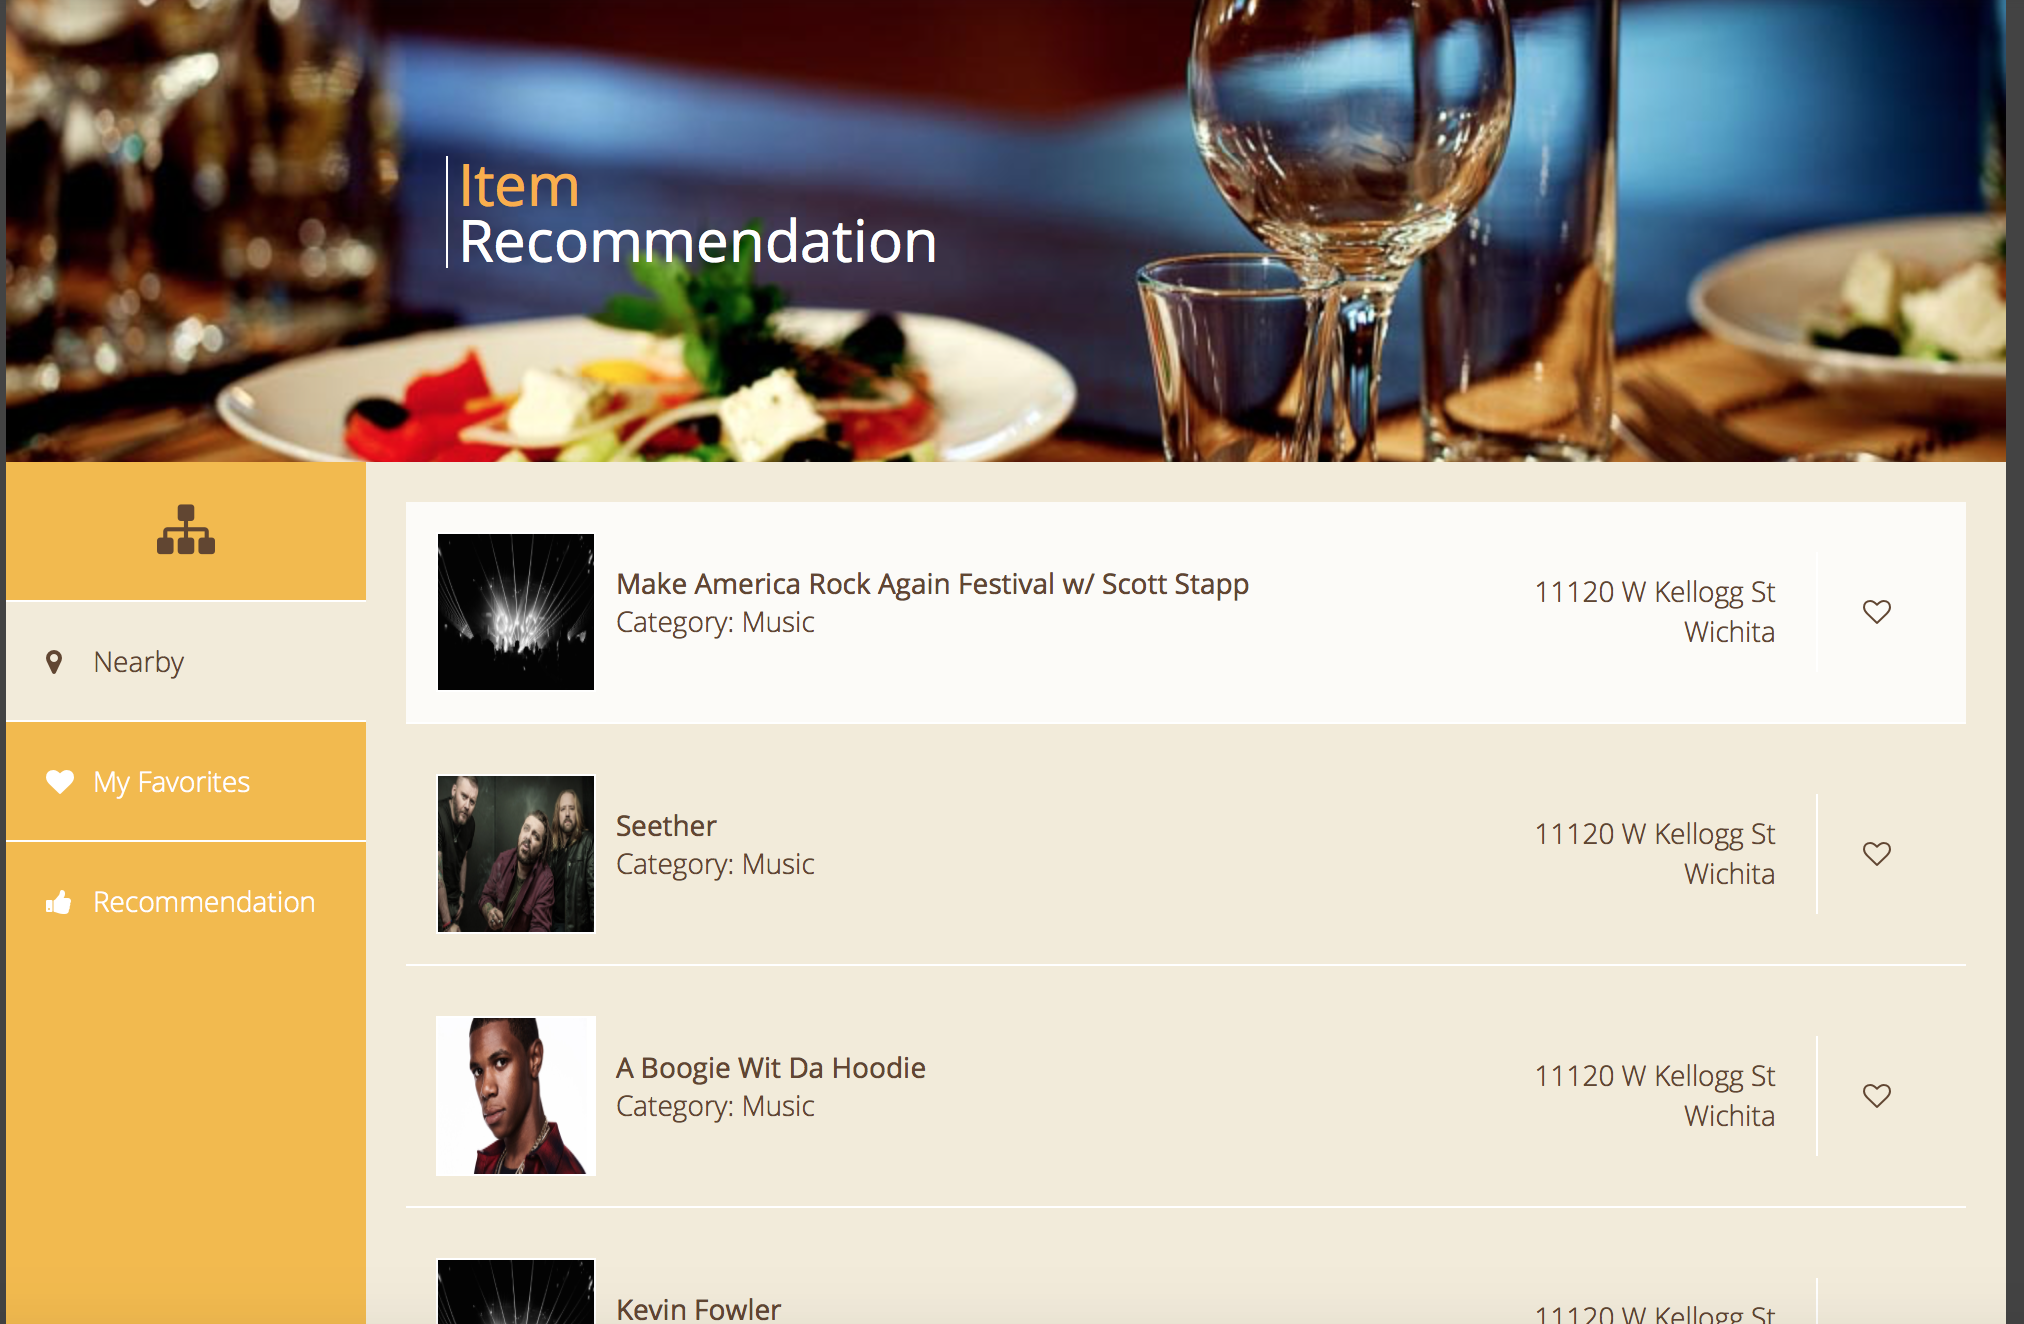 Item
Recommendation
Nearby
My Favorites
Recommendation
Make America Rock Again Festival w/ Scott Stapp
Category: Music
11120 W Kellogg St
Wichita
Seether
Category: Music
11120 W Kellogg St
Wichita
A Boogie Wit Da Hoodie
Category: Music
11120 W Kellogg St
Wichita
Kevin Fowler
11120 W Kellogg St